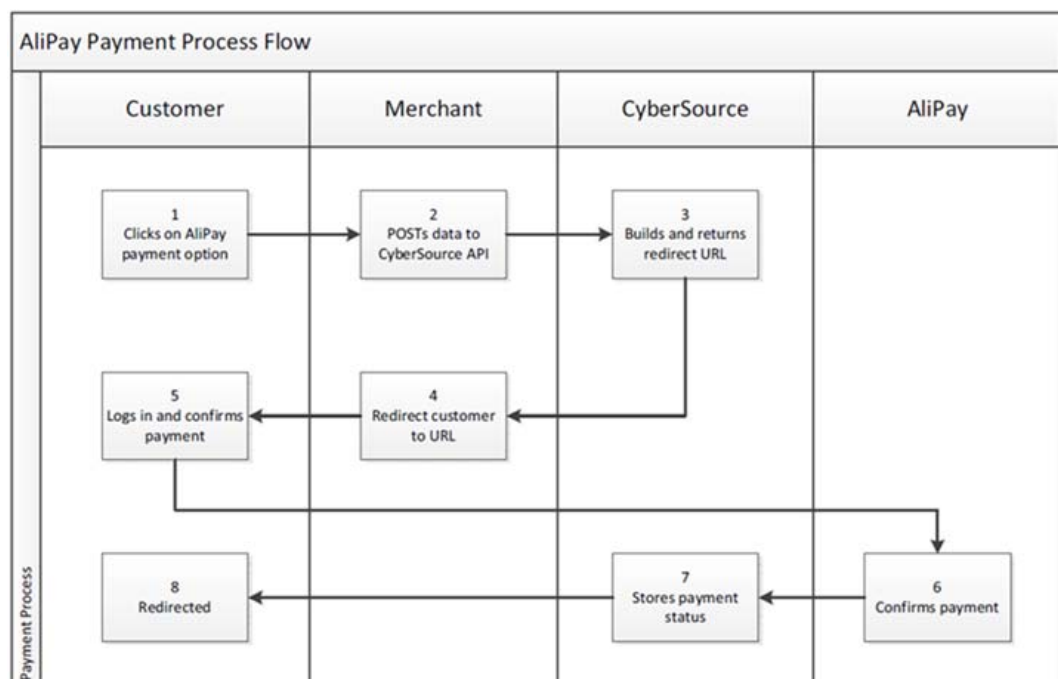 AliPay Payment Process Flow
Customer
Merchant
CyberSource
AliPay
1
Clicks on AliPay
payment option
2
POSTs data to
CyberSource API
3
Builds and returns
redirect URL
5
Logs in and confirms
payment
4
Redirect customer
to URL
8
Redirected
7
Stores payment
status
6
Confirms payment
Payment Process